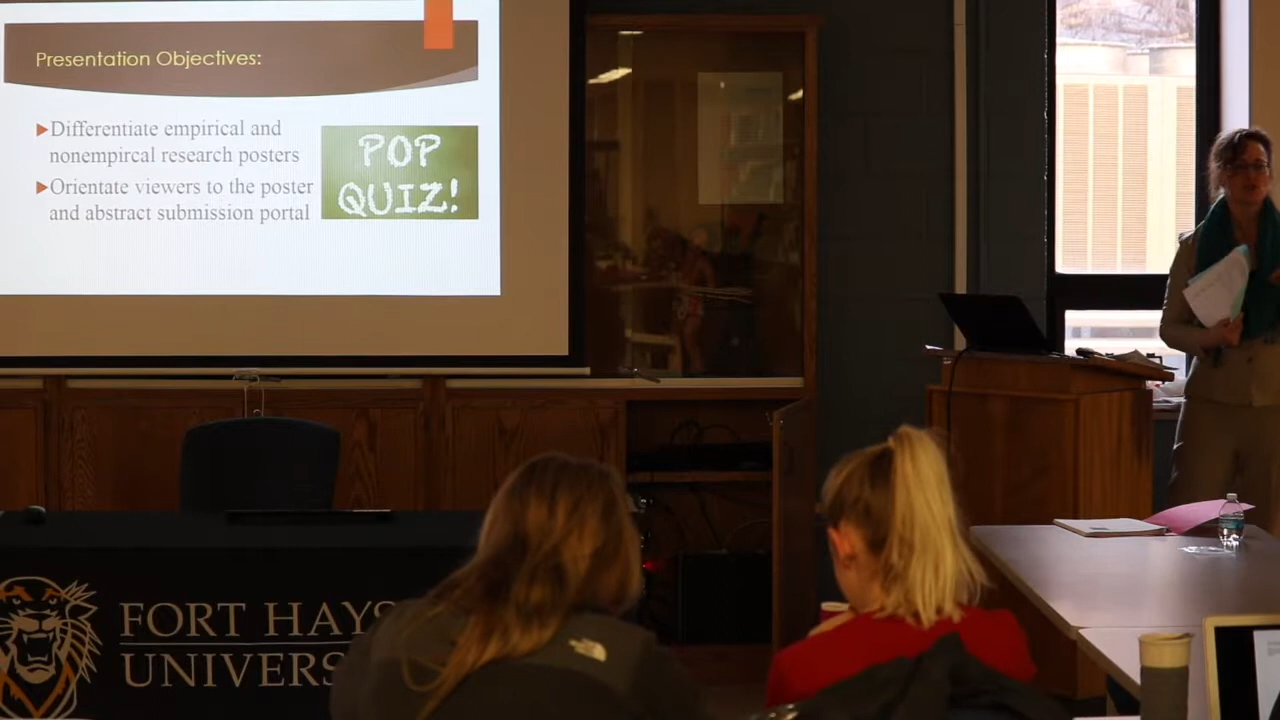 Presentation Objectives:
Differentiate empirical and
nonempircal research posters
Orientate viewers to the poster
and abstract submission portal
POP
QUIZ!
FORT HAYS
UNIVERS